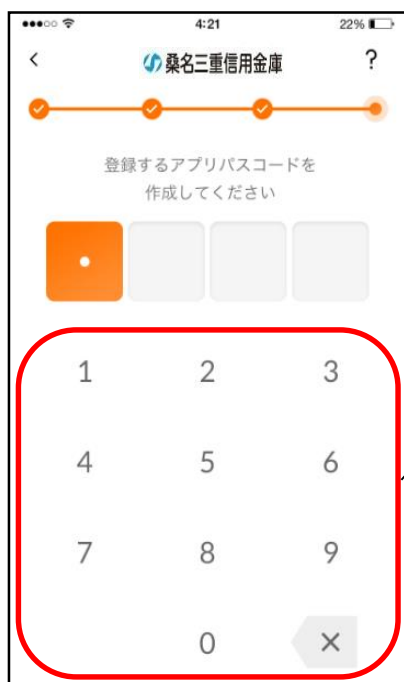 4:21
22%
桑名三重信用金庫
?
登録するアプリパスコードを
作成してください
1 2 3
4 5 6
7 8 9
0